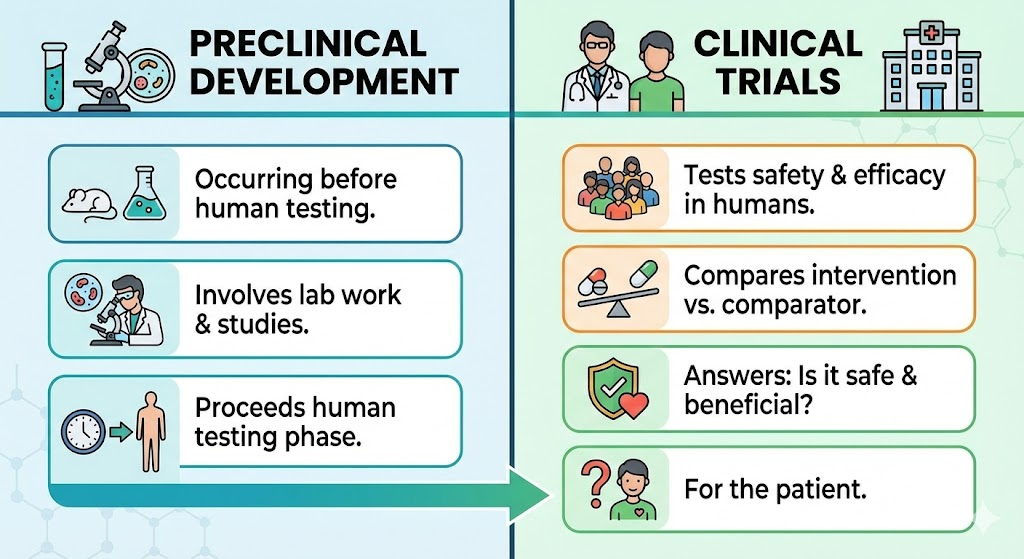 PRECLINICAL
DEVELOPMENT
Occurring before
human testing.
Involves lab work
& studies.
Proceeds human
testing phase.
CLINICAL
TRIALS
Tests safety & efficacy
in humans.
Compares intervention
vs. comparator.
Answers: Is it safe &
beneficial?
?
For the patient.